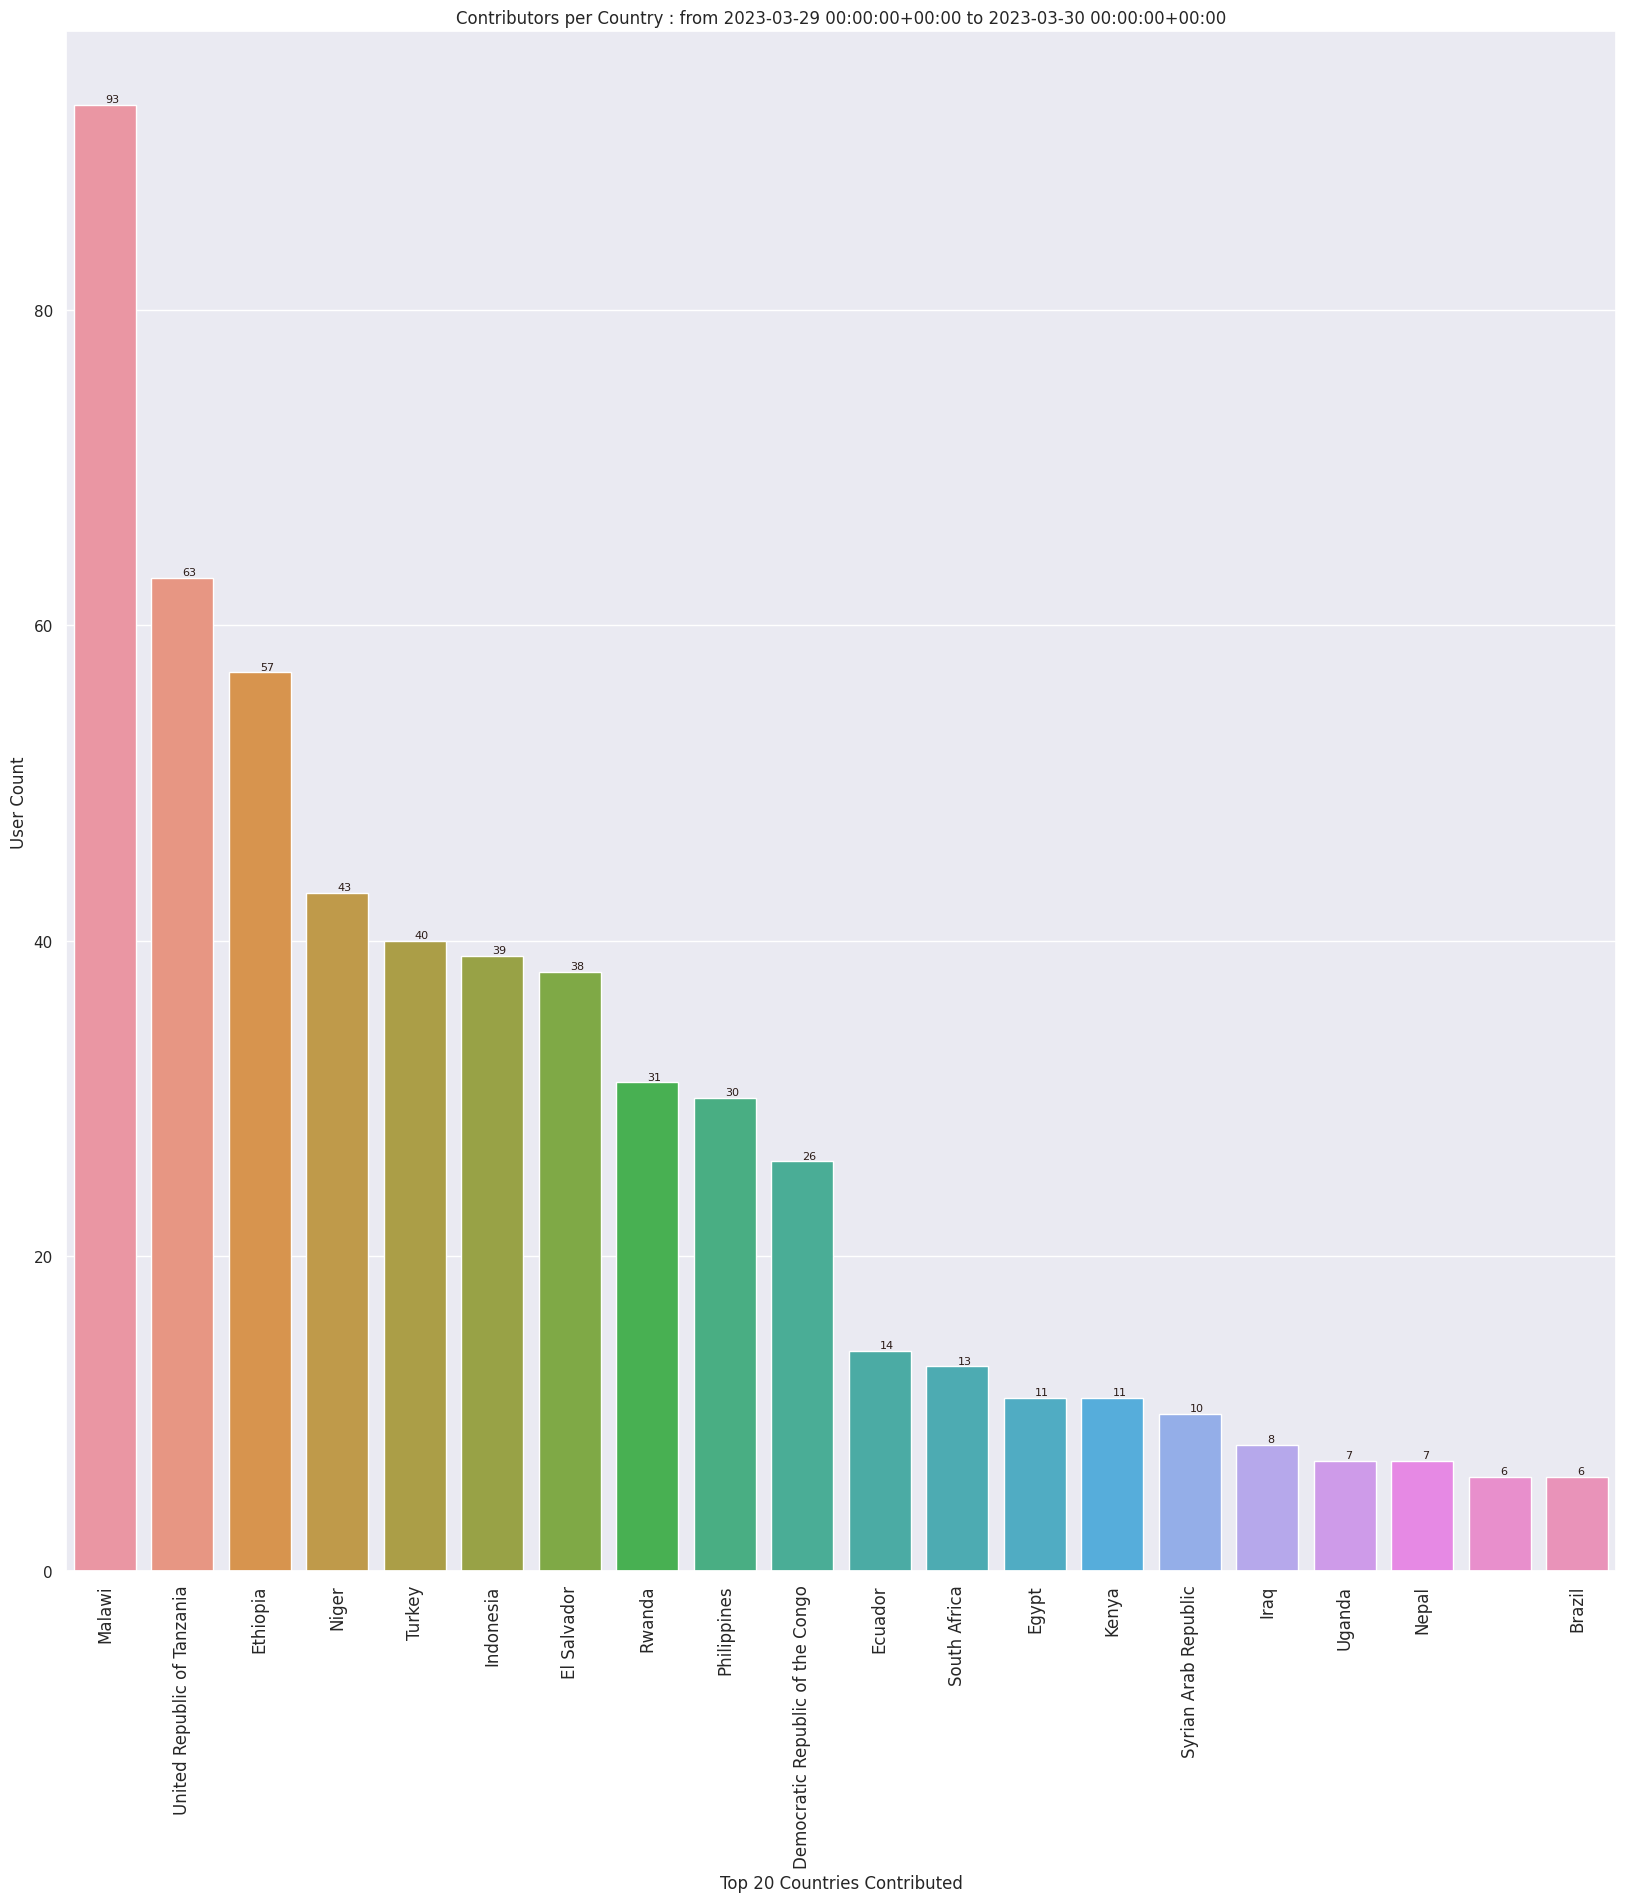 Contributors per Country : from 2023-03-29 00:00:00+00:00 to 2023-03-30 00:00:00+00:00
User Count
80
60
40
20
0
93
63
57
43
40
39
38
31
30
26
14
13
11
11
10
8
7
7
6
6
Malawi
United Republic of Tanzania
Ethiopia
Niger
Turkey
Indonesia
El Salvador
Rwanda
Philippines
Democratic Republic of the Congo
Ecuador
South Africa
Egypt
Kenya
Syrian Arab Republic
Iraq
Uganda
Nepal
Brazil
Top 20 Countries Contributed